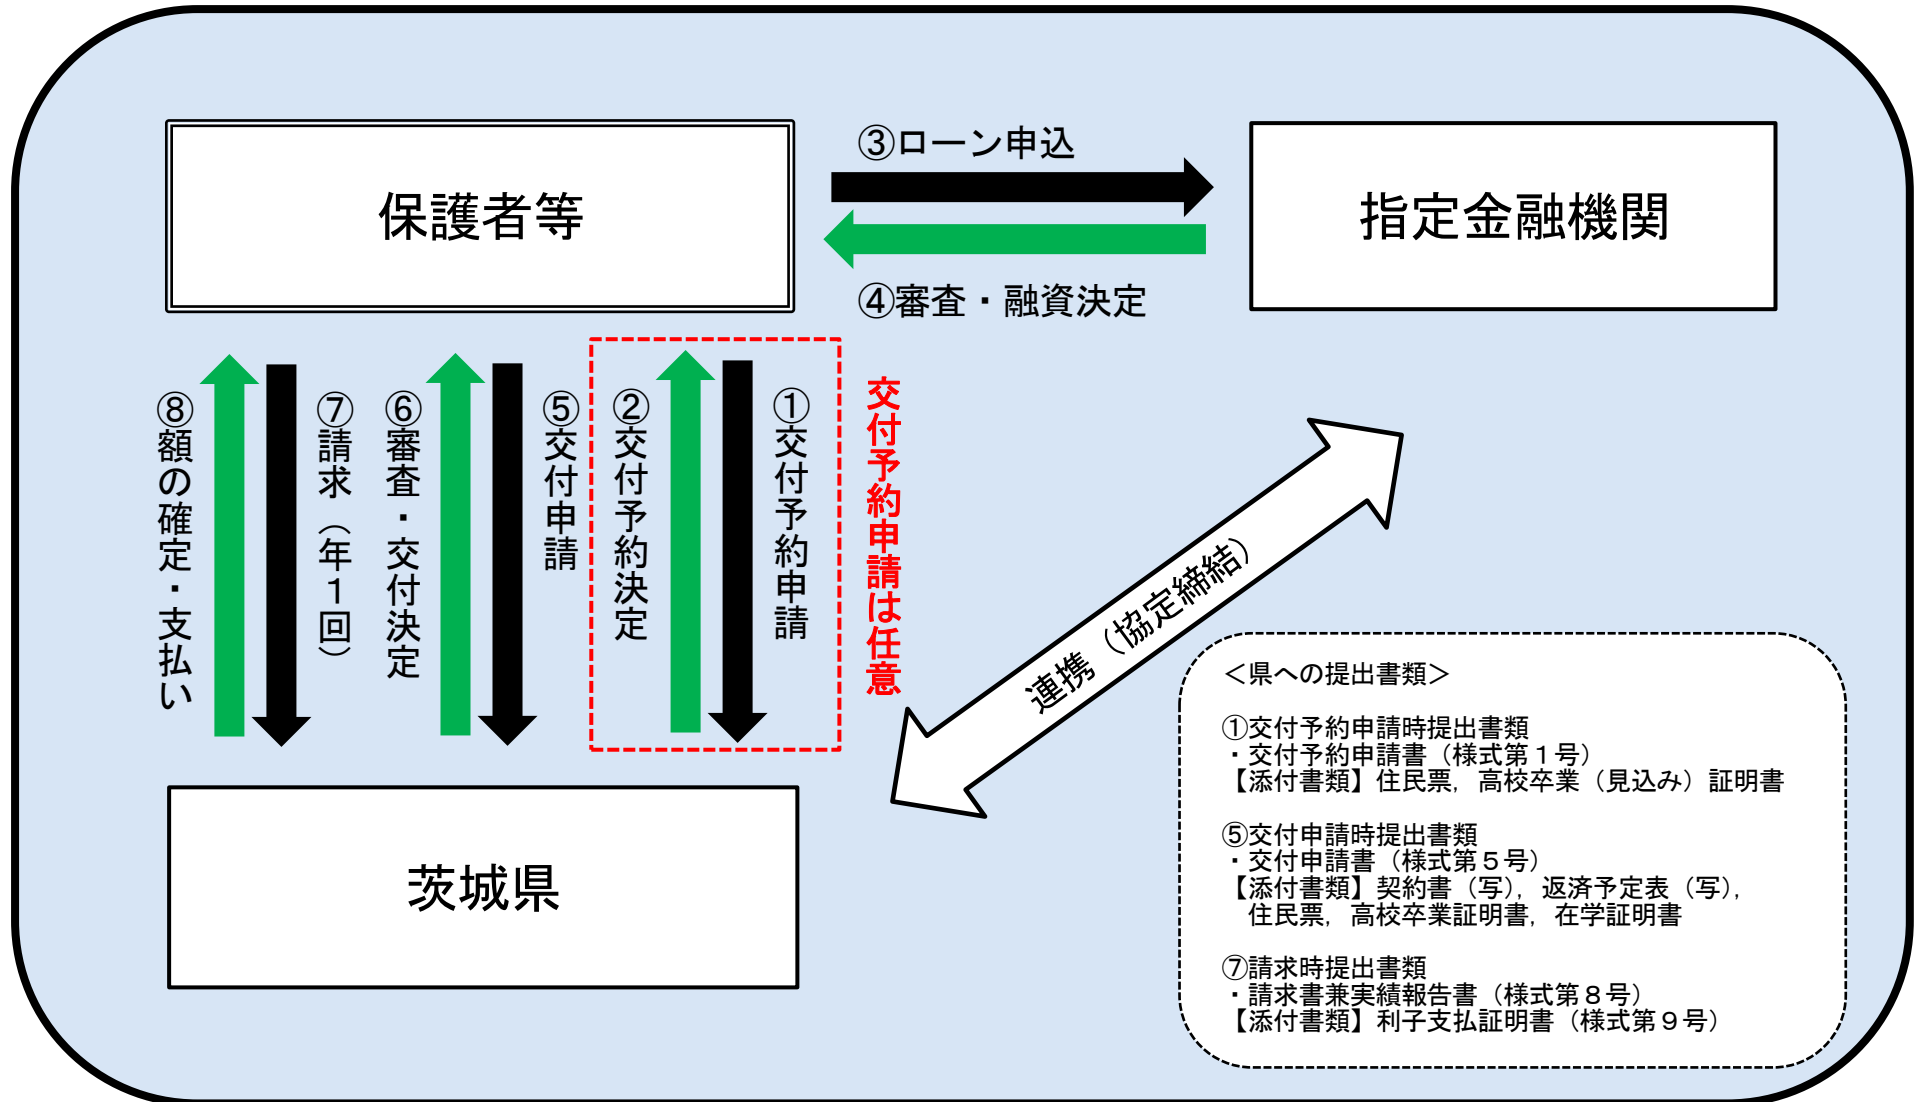 保護者等
③ローン申込
指定金融機関
④審査・融資決定
⑧額の確定・支払い
⑦請求（年１回）
⑥審査・交付決定
⑤交付申請
②交付予約決定
①交付予約申請
交付予約申請は任意
連携（協定締結）
茨城県
＜県への提出書類＞
①交付予約申請時提出書類
・交付予約申請書（様式第１号）
【添付書類】住民票，高校卒業（見込み）証明書
⑤交付申請時提出書類
・交付申請書（様式第５号）
【添付書類】契約書（写），返済予定表（写），
住民票，高校卒業証明書，在学証明書
⑦請求時提出書類
・請求書兼実績報告書（様式第８号）
【添付書類】利子支払証明書（様式第９号）